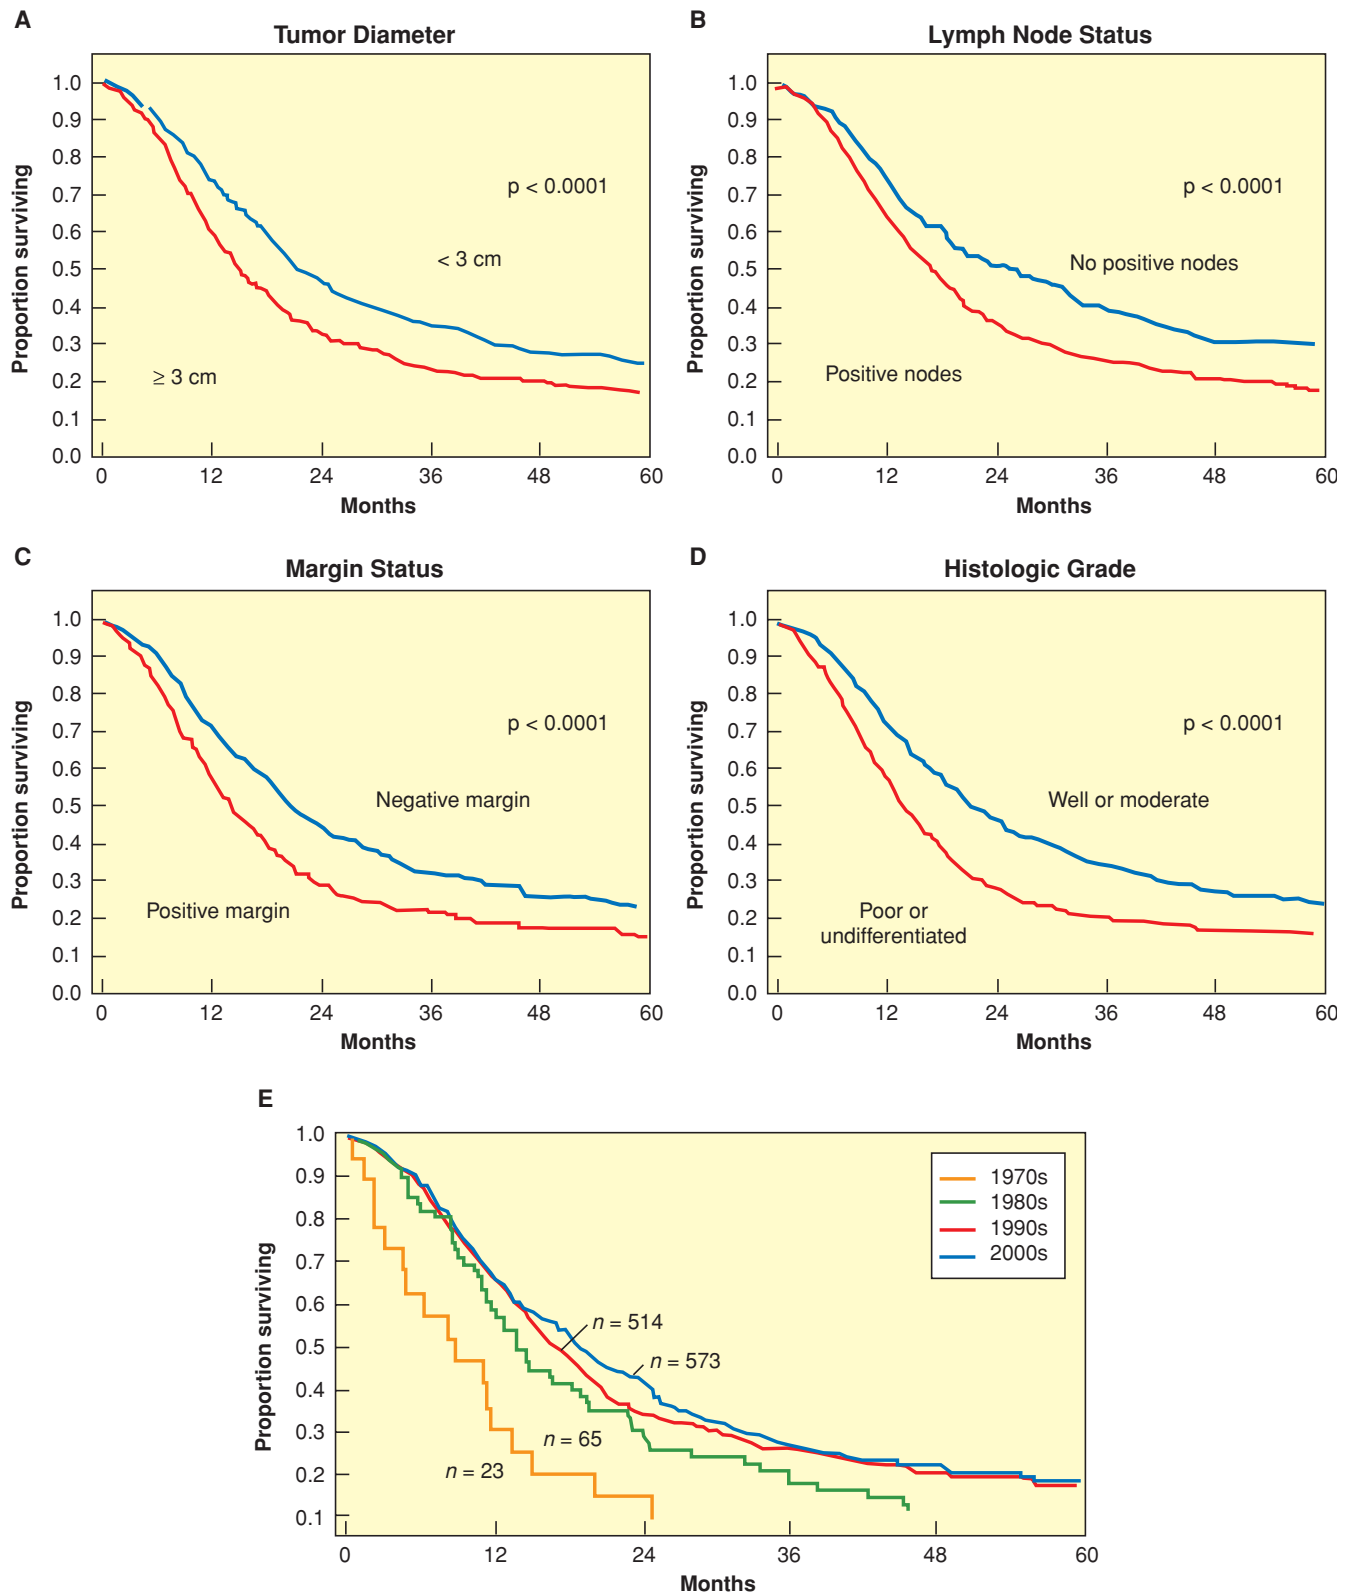 A
Tumor Diameter
Proportion surviving
1.0
0.9
0.8
0.7
0.6
0.5
0.4
0.3
0.2
0.1
0.0
p < 0.0001
< 3 cm
≥ 3 cm
0 12 24 36 48 60
Months
B
Lymph Node Status
Proportion surviving
1.0
0.9
0.8
0.7
0.6
0.5
0.4
0.3
0.2
0.1
0.0
p < 0.0001
No positive nodes
Positive nodes
0 12 24 36 48 60
Months
C
Margin Status
Proportion surviving
1.0
0.9
0.8
0.7
0.6
0.5
0.4
0.3
0.2
0.1
0.0
p < 0.0001
Negative margin
Positive margin
0 12 24 36 48 60
Months
D
Histologic Grade
Proportion surviving
1.0
0.9
0.8
0.7
0.6
0.5
0.4
0.3
0.2
0.1
0.0
p < 0.0001
Well or moderate
Poor or
undifferentiated
0 12 24 36 48 60
Months
E
Proportion surviving
1.0
0.9
0.8
0.7
0.6
0.5
0.4
0.3
0.2
0.1
1970s
1980s
1990s
2000s
n = 514
n = 573
n = 65
n = 23
0 12 24 36 48 60
Months